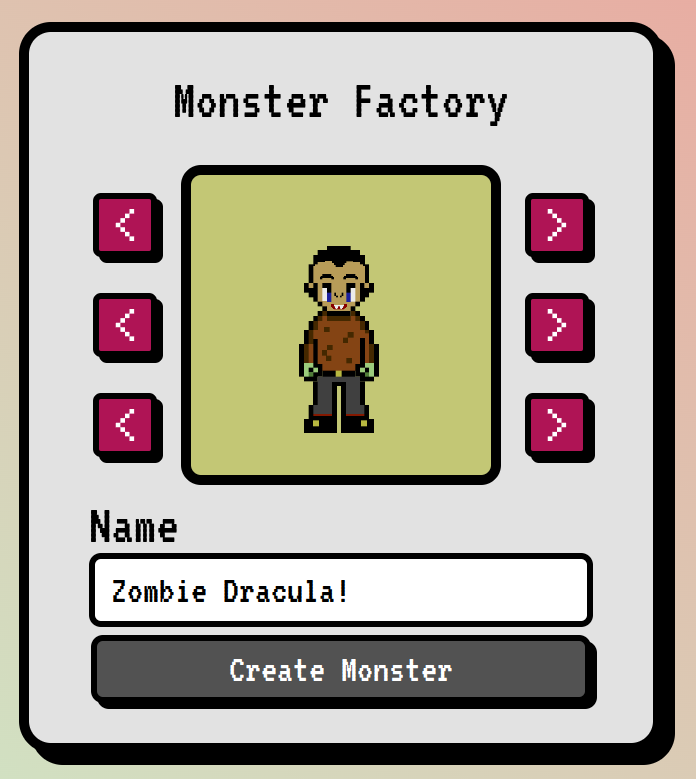 Monster Factory
< >
< >
< >
Name
Zombie Dracula!
Create Monster